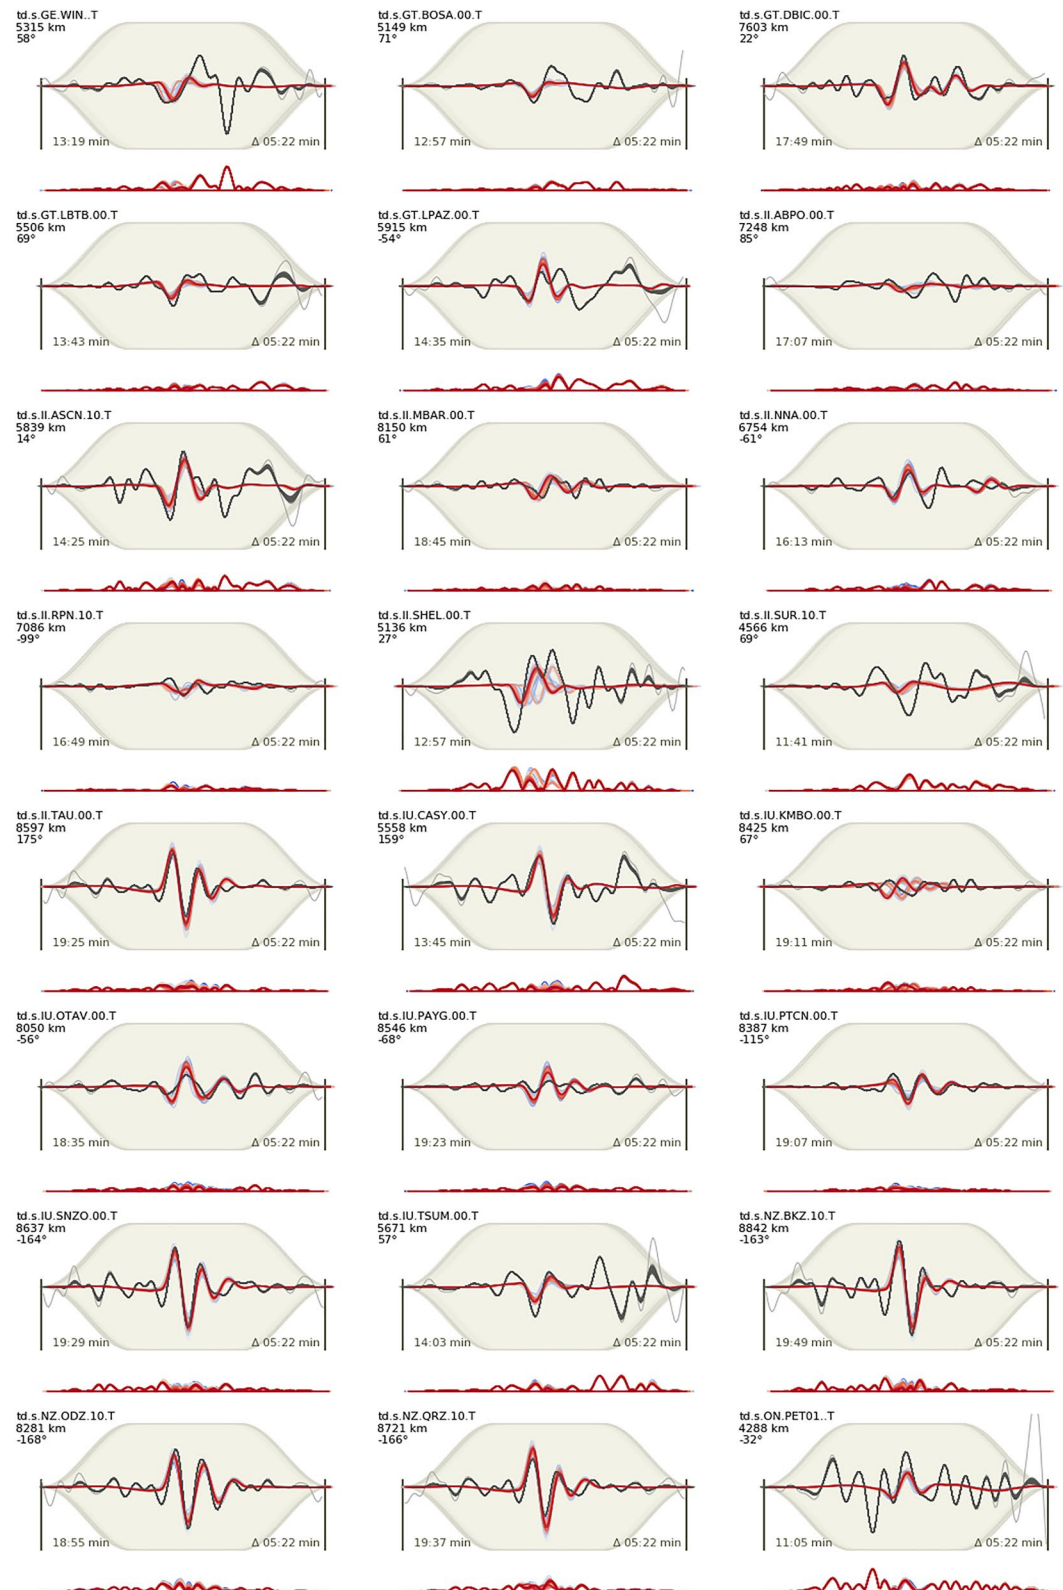 td.s.GE.WIN..T
5315 km
58°
13:19 min
Δ 05:22 min
td.s.GT.BOSA.00.T
5149 km
71°
12:57 min
Δ 05:22 min
td.s.GT.DBIC.00.T
7603 km
22°
17:49 min
Δ 05:22 min
td.s.GT.LBTB.00.T
5506 km
69°
13:43 min
Δ 05:22 min
td.s.GT.LPAZ.00.T
5915 km
-54°
14:35 min
Δ 05:22 min
td.s.II.ABPO.00.T
7248 km
85°
17:07 min
Δ 05:22 min
td.s.II.ASCN.10.T
5839 km
14°
14:25 min
Δ 05:22 min
td.s.II.MBAR.00.T
8150 km
61°
18:45 min
Δ 05:22 min
td.s.II.NNA.00.T
6754 km
-61°
16:13 min
Δ 05:22 min
td.s.II.RPN.10.T
7086 km
-99°
16:49 min
Δ 05:22 min
td.s.II.SHEL.00.T
5136 km
27°
12:57 min
Δ 05:22 min
td.s.II.SUR.10.T
4566 km
69°
11:41 min
Δ 05:22 min
td.s.II.TAU.00.T
8597 km
175°
19:25 min
Δ 05:22 min
td.s.IU.CASY.00.T
5558 km
159°
13:45 min
Δ 05:22 min
td.s.IU.KMBO.00.T
8425 km
67°
19:11 min
Δ 05:22 min
td.s.IU.OTAV.00.T
8050 km
-56°
18:35 min
Δ 05:22 min
td.s.IU.PAYG.00.T
8546 km
-68°
19:23 min
Δ 05:22 min
td.s.IU.PTCN.00.T
8387 km
-115°
19:07 min
Δ 05:22 min
td.s.IU.SNZO.00.T
8637 km
-164°
19:29 min
Δ 05:22 min
td.s.IU.TSUM.00.T
5671 km
57°
14:03 min
Δ 05:22 min
td.s.NZ.BKZ.10.T
8842 km
-163°
19:49 min
Δ 05:22 min
td.s.NZ.ODZ.10.T
8281 km
-168°
18:55 min
Δ 05:22 min
td.s.NZ.QRZ.10.T
8721 km
-166°
19:37 min
Δ 05:22 min
td.s.ON.PET01..T
4288 km
-32°
11:05 min
Δ 05:22 min